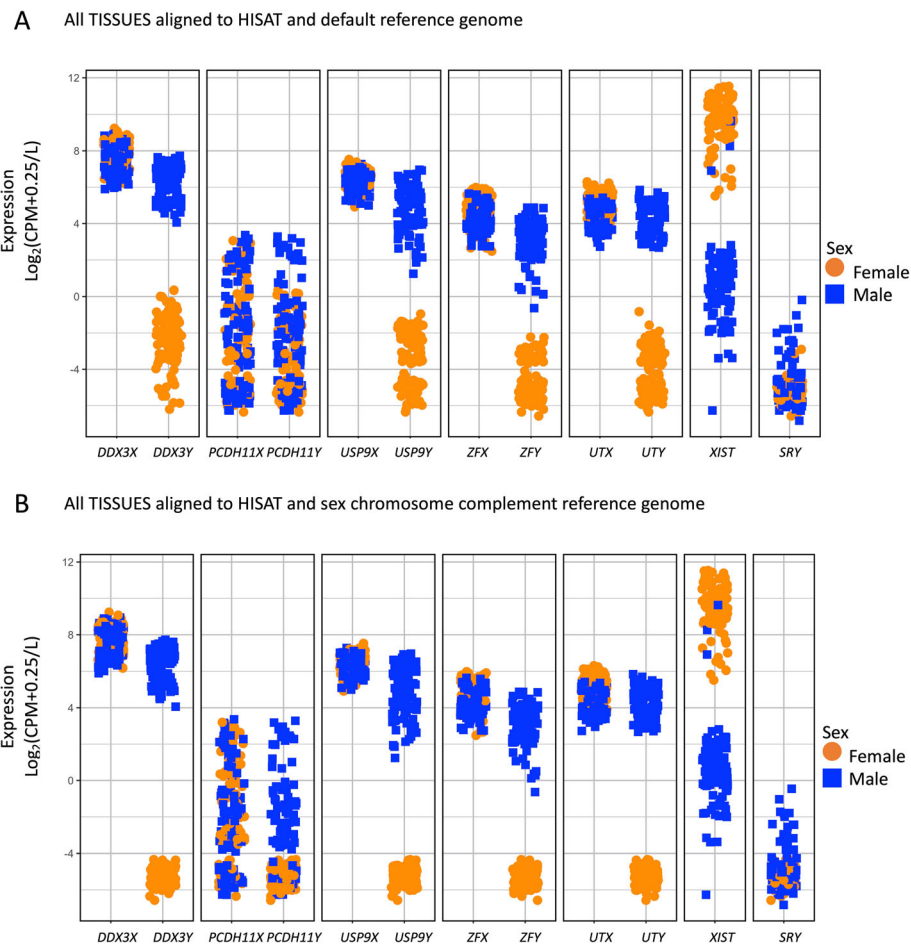 A All TISSUES aligned to HISAT and default reference genome
Expression
Log₂(CPM+0.25/L)
12
8
4
0
-4
DDX3X DDX3Y PCDH11X PCDH11Y USP9X USP9Y ZFX ZFY UTX UTY XIST SRY
Sex
Female
Male
B All TISSUES aligned to HISAT and sex chromosome complement reference genome
Expression
Log₂(CPM+0.25/L)
12
8
4
0
-4
DDX3X DDX3Y PCDH11X PCDH11Y USP9X USP9Y ZFX ZFY UTX UTY XIST SRY
Sex
Female
Male